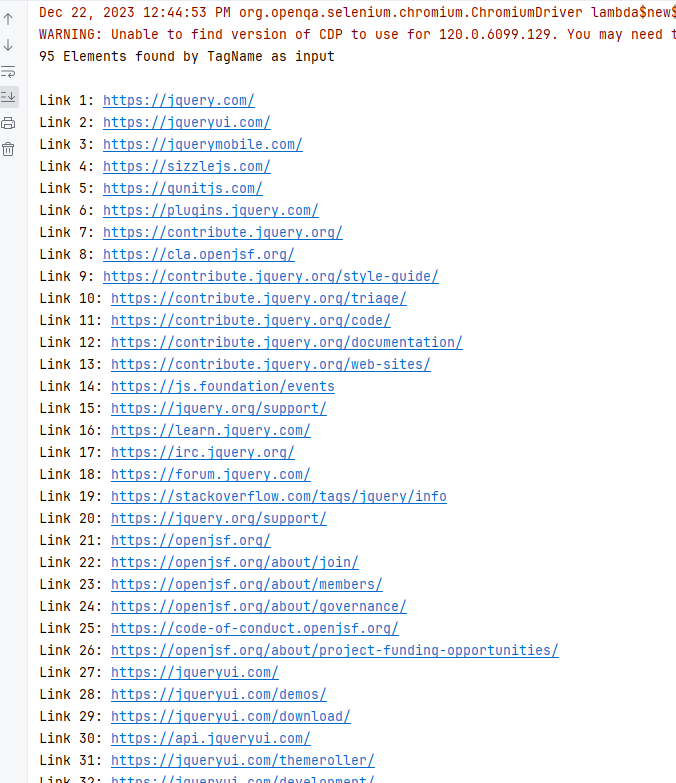 Dec 22, 2023 12:44:53 PM org.openqa.selenium.chromium.ChromiumDriver lambda$new$
WARNING: Unable to find version of CDP to use for 120.0.6099.129. You may need t
95 Elements found by TagName as input
Link 1: https://jquery.com/
Link 2: https://jqueryui.com/
Link 3: https://jquerymobile.com/
Link 4: https://sizzlejs.com/
Link 5: https://qunitjs.com/
Link 6: https://plugins.jquery.com/
Link 7: https://contribute.jquery.org/
Link 8: https://cla.openjsf.org/
Link 9: https://contribute.jquery.org/style-guide/
Link 10: https://contribute.jquery.org/triage/
Link 11: https://contribute.jquery.org/code/
Link 12: https://contribute.jquery.org/documentation/
Link 13: https://contribute.jquery.org/web-sites/
Link 14: https://js.foundation/events
Link 15: https://jquery.org/support/
Link 16: https://learn.jquery.com/
Link 17: https://irc.jquery.org/
Link 18: https://forum.jquery.com/
Link 19: https://stackoverflow.com/tags/jquery/info
Link 20: https://jquery.org/support/
Link 21: https://openjsf.org/
Link 22: https://openjsf.org/about/join/
Link 23: https://openjsf.org/about/members/
Link 24: https://openjsf.org/about/governance/
Link 25: https://code-of-conduct.openjsf.org/
Link 26: https://openjsf.org/about/project-funding-opportunities/
Link 27: https://jqueryui.com/
Link 28: https://jqueryui.com/demos/
Link 29: https://jqueryui.com/download/
Link 30: https://api.jqueryui.com/
Link 31: https://jqueryui.com/themeroller/
Link 32: https://jqueryui.com/development/